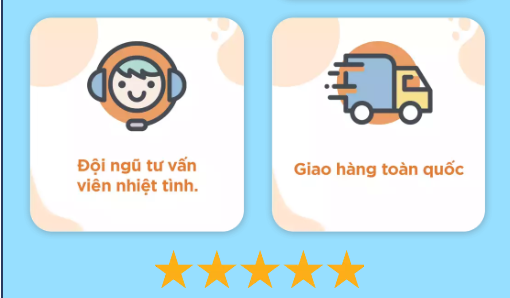 Đội ngũ tư vấn
viên nhiệt tình.
Giao hàng toàn quốc